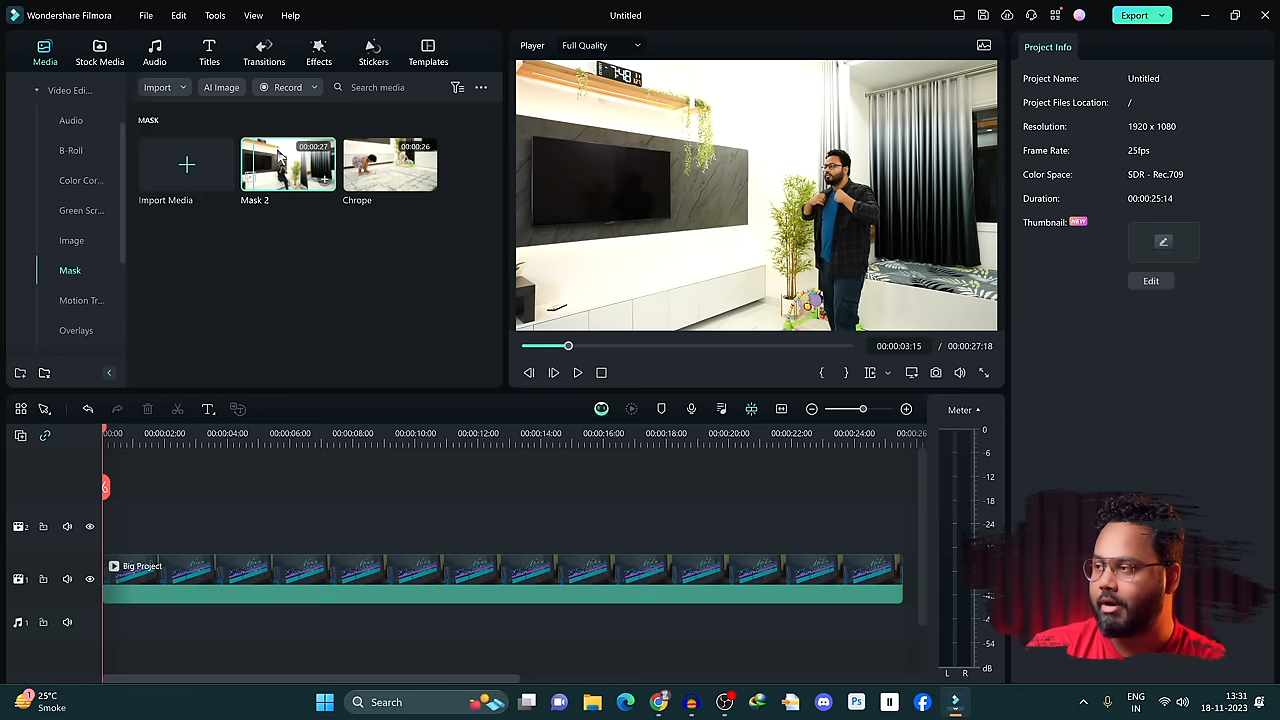 Wondershare Filmora
File
Edit
Tools
View
Help
Untitled
Export
Media
Stock Media
Audio
Titles
Transitions
Effects
Stickers
Templates
Player
Full Quality
Project Info
Video Edi...
Audio
B-Roll
Color Cor...
Green Scr...
Image
Mask
Motion Tr...
Overlays
Import
AI Image
Record
Search media
MASK
Import Media
00:00:27
Mask 2
00:00:26
Chrope
7:48
00:00:03:15 / 00:00:27:18
Project Name: Untitled
Project Files Location: /
Resolution: 1920 x 1080
Frame Rate: 25fps
Color Space: SDR - Rec.709
Duration: 00:00:25:14
Thumbnail: NEW
Edit
Meter
00:00 00:00:02:00 00:00:04:00 00:00:06:00 00:00:08:00 00:00:10:00 00:00:12:00 00:00:14:00 00:00:16:00 00:00:18:00 00:00:20:00 00:00:22:00 00:00:24:00 00:00:26
2
Big Project
1
1
0
-6
-12
-18
-24
-54
dB
L R
1
25°C
Smoke
Search
Ps
ENG
IN
13:31
18-11-2023